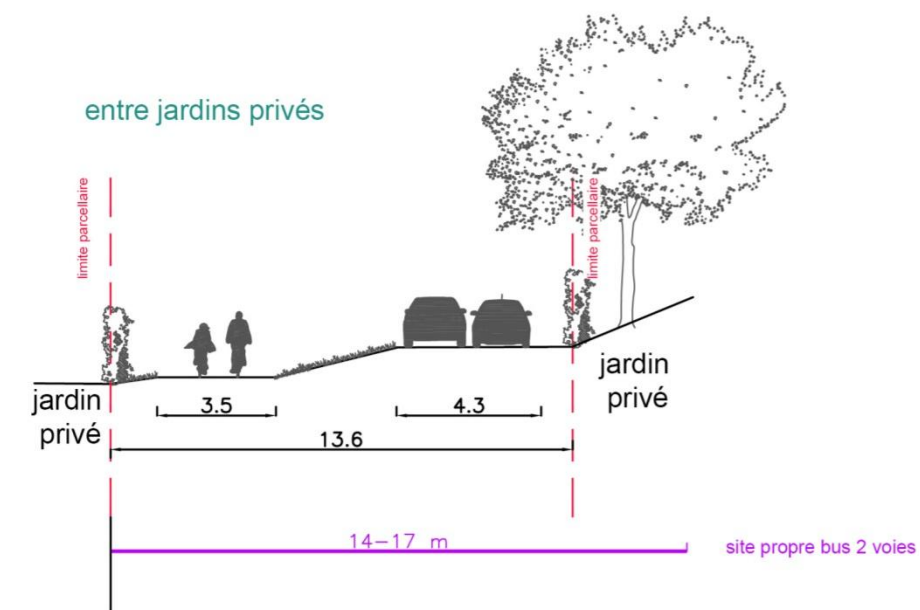 entre jardins privés
limite parcellaire
limite parcellaire
jardin
privé
jardin
privé
3.5
4.3
13.6
14-17 m
site propre bus 2 voies